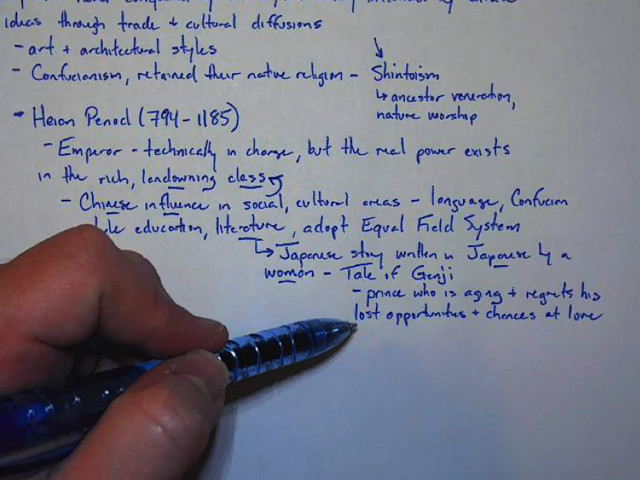 ideas through trade + cultural diffusions
- art + architectural styles
- Confucianism, retained their native religion - Shintoism
↳ ancestor veneration,
nature worship
- Heian Period (794-1185)
- Emperor - technically in charge, but the real power exists
in the rich, landowning class
- Chinese influence in social, cultural areas - language, Confucian
education, literature, adopt Equal Field System
↳ Japanese story written in Japanese by a
woman - Tale of Genji
- prince who is aging + regrets his
lost opportunities + chances at love